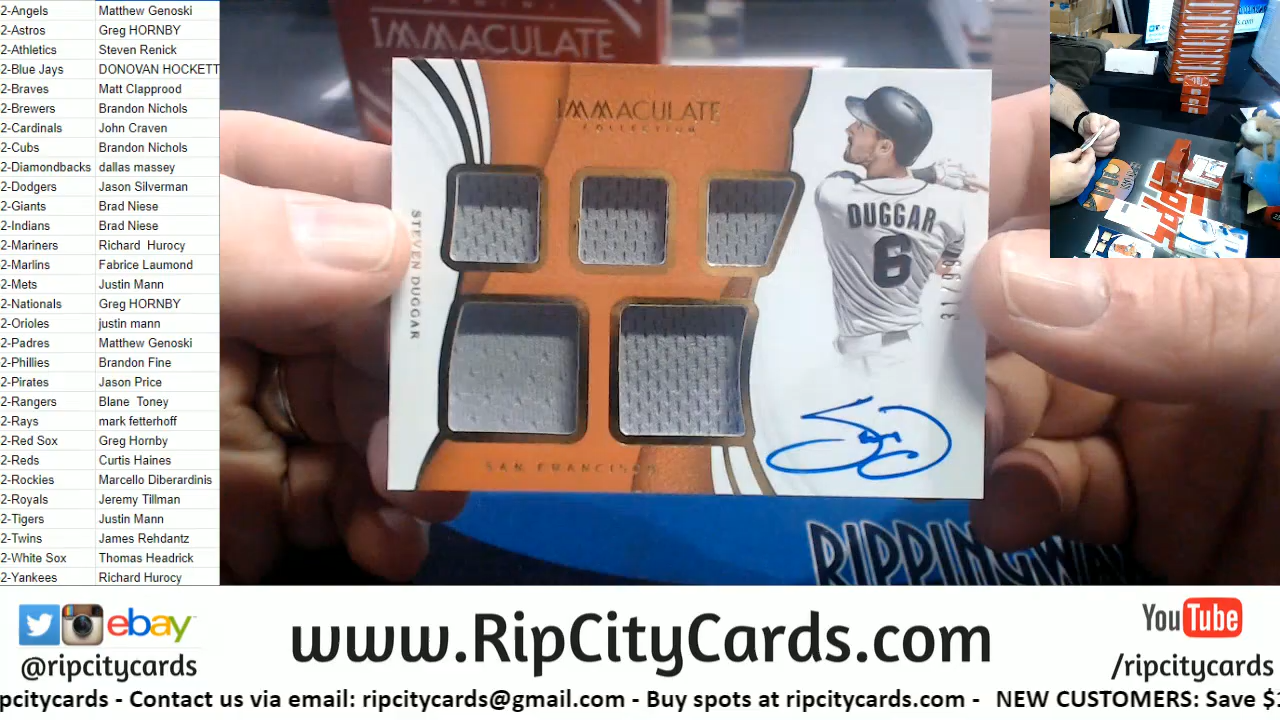 2-Angels Matthew Genoski
2-Astros Greg HORNBY
2-Athletics Steven Renick
2-Blue Jays DONOVAN HOCKETT
2-Braves Matt Clapprood
2-Brewers Brandon Nichols
2-Cardinals John Craven
2-Cubs Brandon Nichols
2-Diamondbacks dallas massey
2-Dodgers Jason Silverman
2-Giants Brad Niese
2-Indians Brad Niese
2-Mariners Richard Hurocy
2-Marlins Fabrice Laumond
2-Mets Justin Mann
2-Nationals Greg HORNBY
2-Orioles justin mann
2-Padres Matthew Genoski
2-Phillies Brandon Fine
2-Pirates Jason Price
2-Rangers Blane Toney
2-Rays mark fetterhoff
2-Red Sox Greg Hornby
2-Reds Curtis Haines
2-Rockies Marcello Diberardinis
2-Royals Jeremy Tillman
2-Tigers Justin Mann
2-Twins James Rehdantz
2-White Sox Thomas Headrick
2-Yankees Richard Hurocy
IMMACULATE
IMMACULATE
COLLECTION
STEVEN DUGGAR
DUGGAR
6
31/99
SAN FRANCISCO
RIPPINGWA
topps
ebay
@ripcitycards
www.RipCityCards.com
YouTube
/ripcitycards
pcitycards - Contact us via email: ripcitycards@gmail.com - Buy spots at ripcitycards.com - NEW CUSTOMERS: Save $